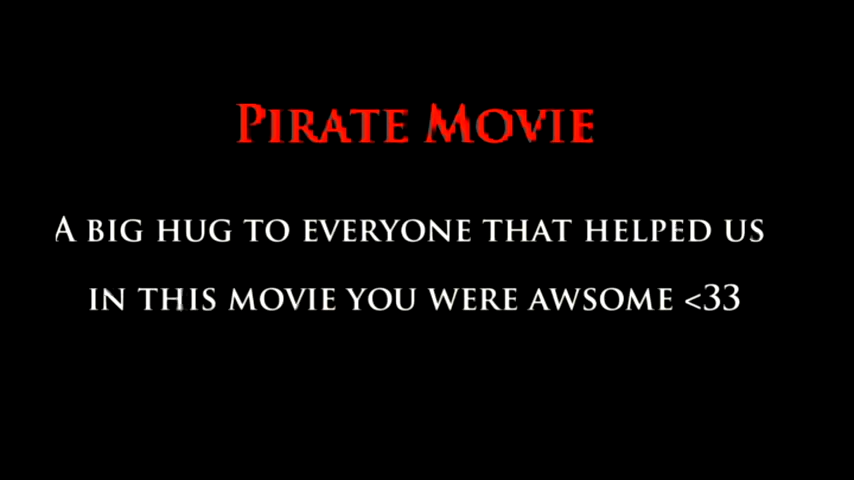 Pirate Movie
A big hug to everyone that helped us
in this movie you were awsome <33